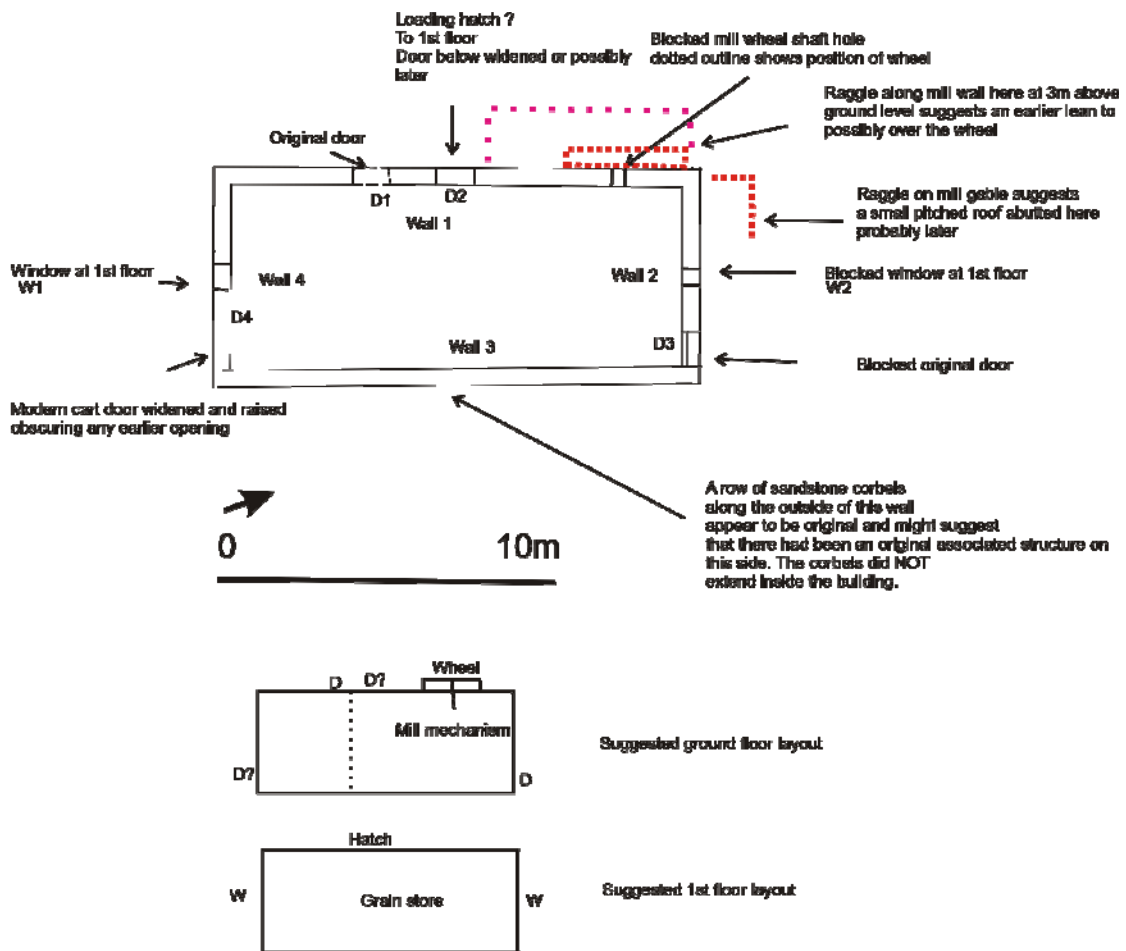 Loading hatch ?
To 1st floor
Door below widened or possibly
later
Blocked mill wheel shaft hole
dotted outline shows position of wheel
Raggle along mill wall here at 3m above
ground level suggests an earlier lean to
possibly over the wheel
Original door
D1
D2
Wall 1
Raggle on mill gable suggests
a small pitched roof abutted here
probably later
Window at 1st floor
W1
Wall 4
Wall 2
Blocked window at 1st floor
W2
D4
Wall 3
D3
Blocked original door
Modern cart door widened and raised
obscuring any earlier opening
A row of sandstone corbels
along the outside of this wall
appear to be original and might suggest
that there had been an original associated structure on
this side. The corbels did NOT
extend inside the building.
0
10m
Wheel
D
D?
Mill mechanism
Suggested ground floor layout
D?
D
Hatch
W
Grain store
W
Suggested 1st floor layout